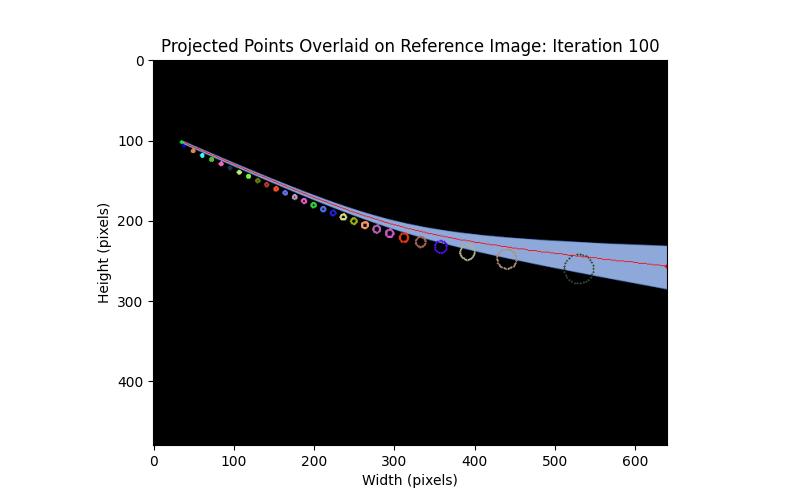 Projected Points Overlaid on Reference Image: Iteration 100
0
100
200
300
400
Height (pixels)
0 100 200 300 400 500 600
Width (pixels)